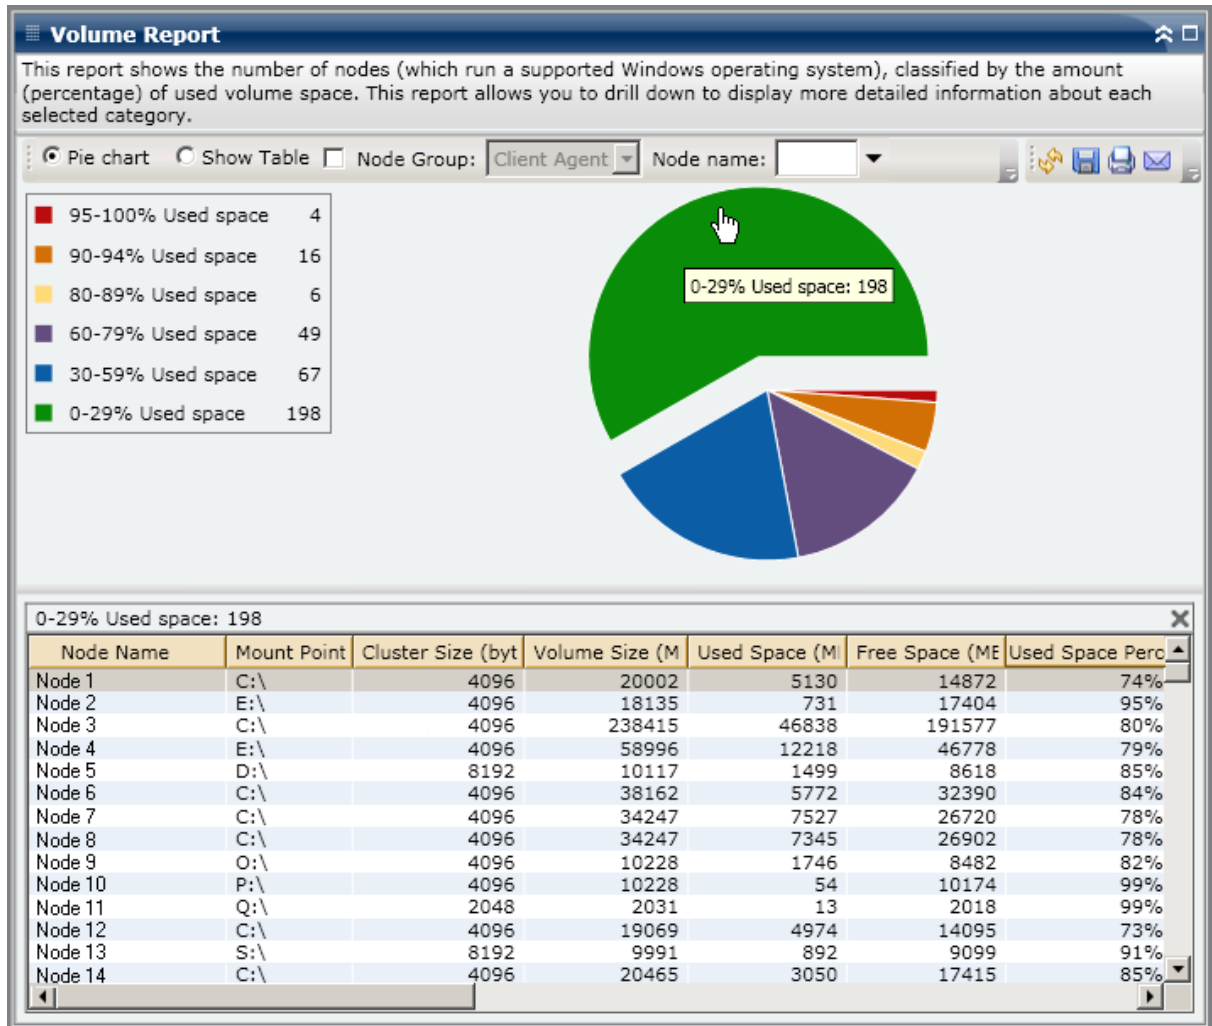 Volume Report
This report shows the number of nodes (which run a supported Windows operating system), classified by the amount
(percentage) of used volume space. This report allows you to drill down to display more detailed information about each
selected category.
Pie chart Show Table Node Group: Client Agent Node name:
95-100% Used space 4
90-94% Used space 16
80-89% Used space 6
60-79% Used space 49
30-59% Used space 67
0-29% Used space 198
0-29% Used space: 198
0-29% Used space: 198
Node Name Mount Point Cluster Size (byt Volume Size (M Used Space (M Free Space (ME Used Space Perc
Node 1 C:\ 4096 20002 5130 14872 74%
Node 2 E:\ 4096 18135 731 17404 95%
Node 3 C:\ 4096 238415 46838 191577 80%
Node 4 E:\ 4096 58996 12218 46778 79%
Node 5 D:\ 8192 10117 1499 8618 85%
Node 6 C:\ 4096 38162 5772 32390 84%
Node 7 C:\ 4096 34247 7527 26720 78%
Node 8 C:\ 4096 34247 7345 26902 78%
Node 9 O:\ 4096 10228 1746 8482 82%
Node 10 P:\ 4096 10228 54 10174 99%
Node 11 Q:\ 2048 2031 13 2018 99%
Node 12 C:\ 4096 19069 4974 14095 73%
Node 13 S:\ 8192 9991 892 9099 91%
Node 14 C:\ 4096 20465 3050 17415 85%